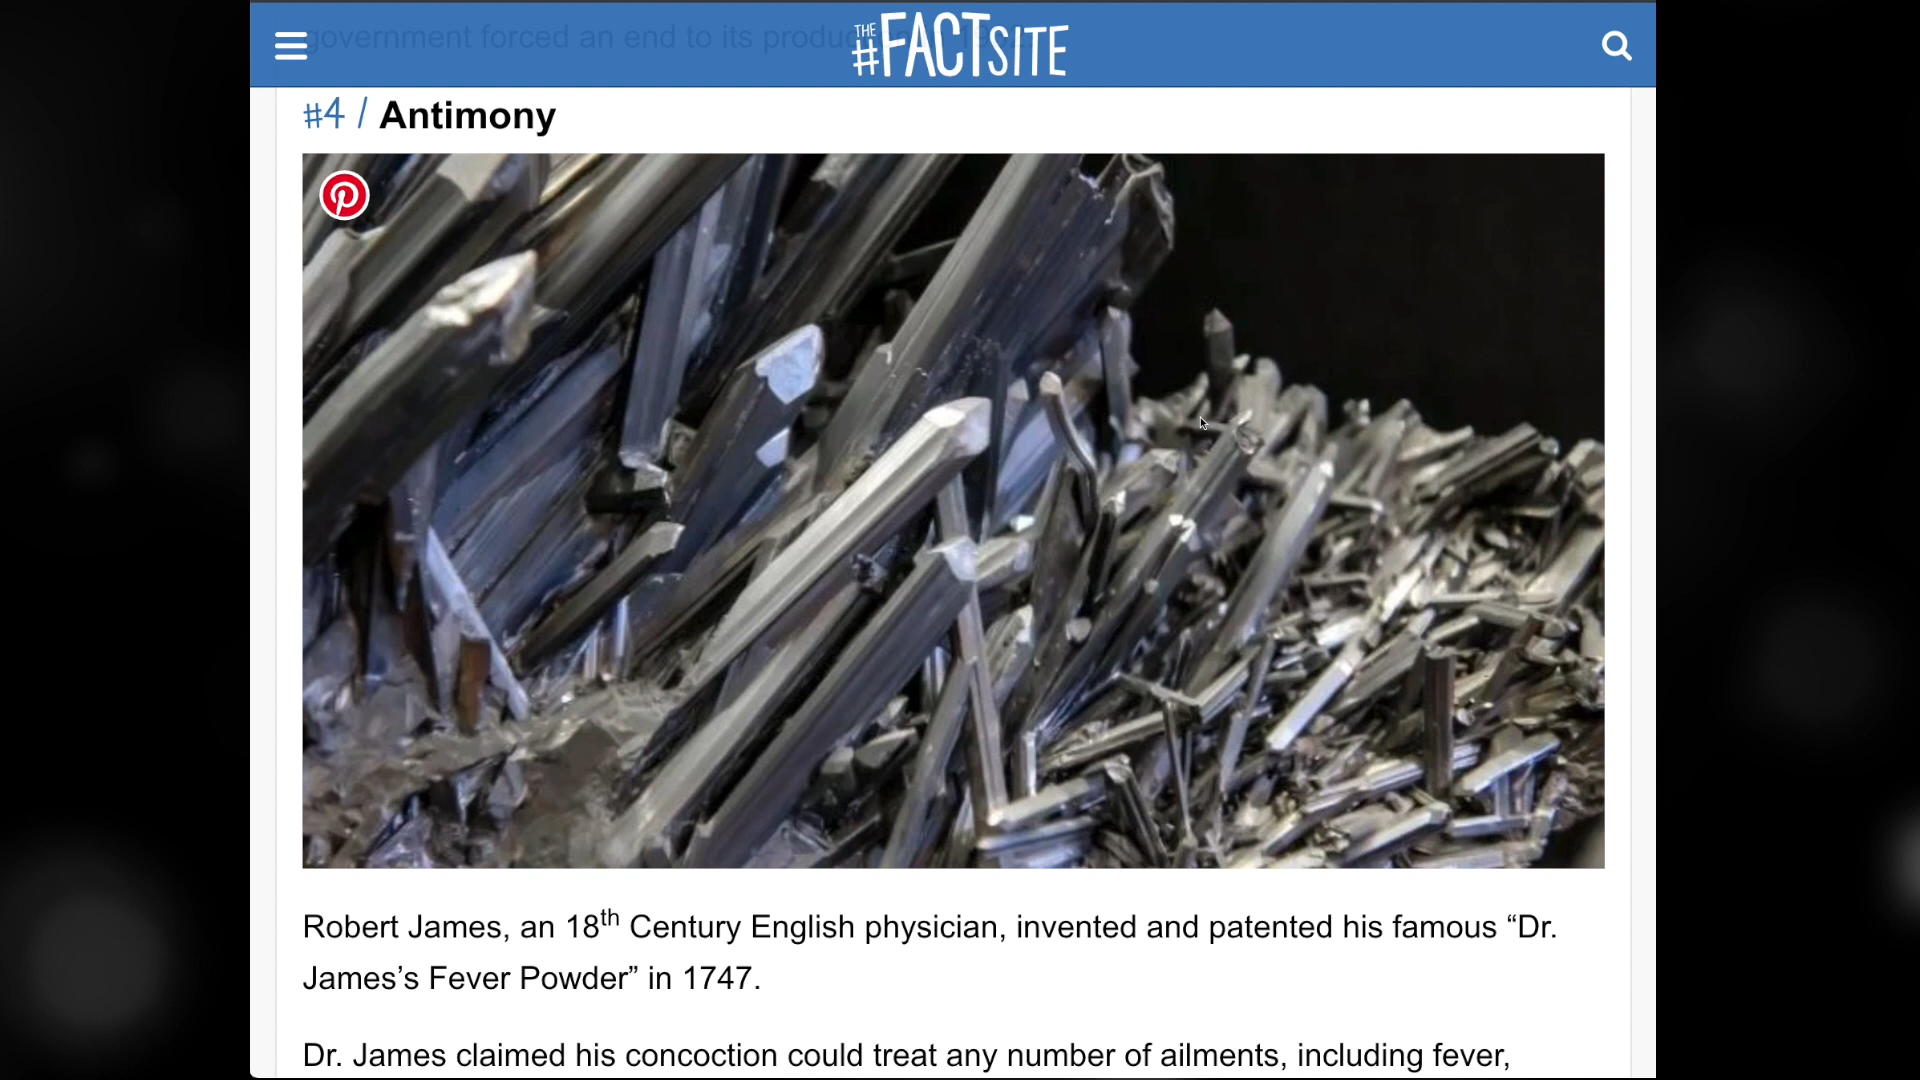 government forced an end to its produc
THE
#FACTSITE
#4 / Antimony
Robert James, an 18th Century English physician, invented and patented his famous “Dr.
James’s Fever Powder” in 1747.
Dr. James claimed his concoction could treat any number of ailments, including fever,